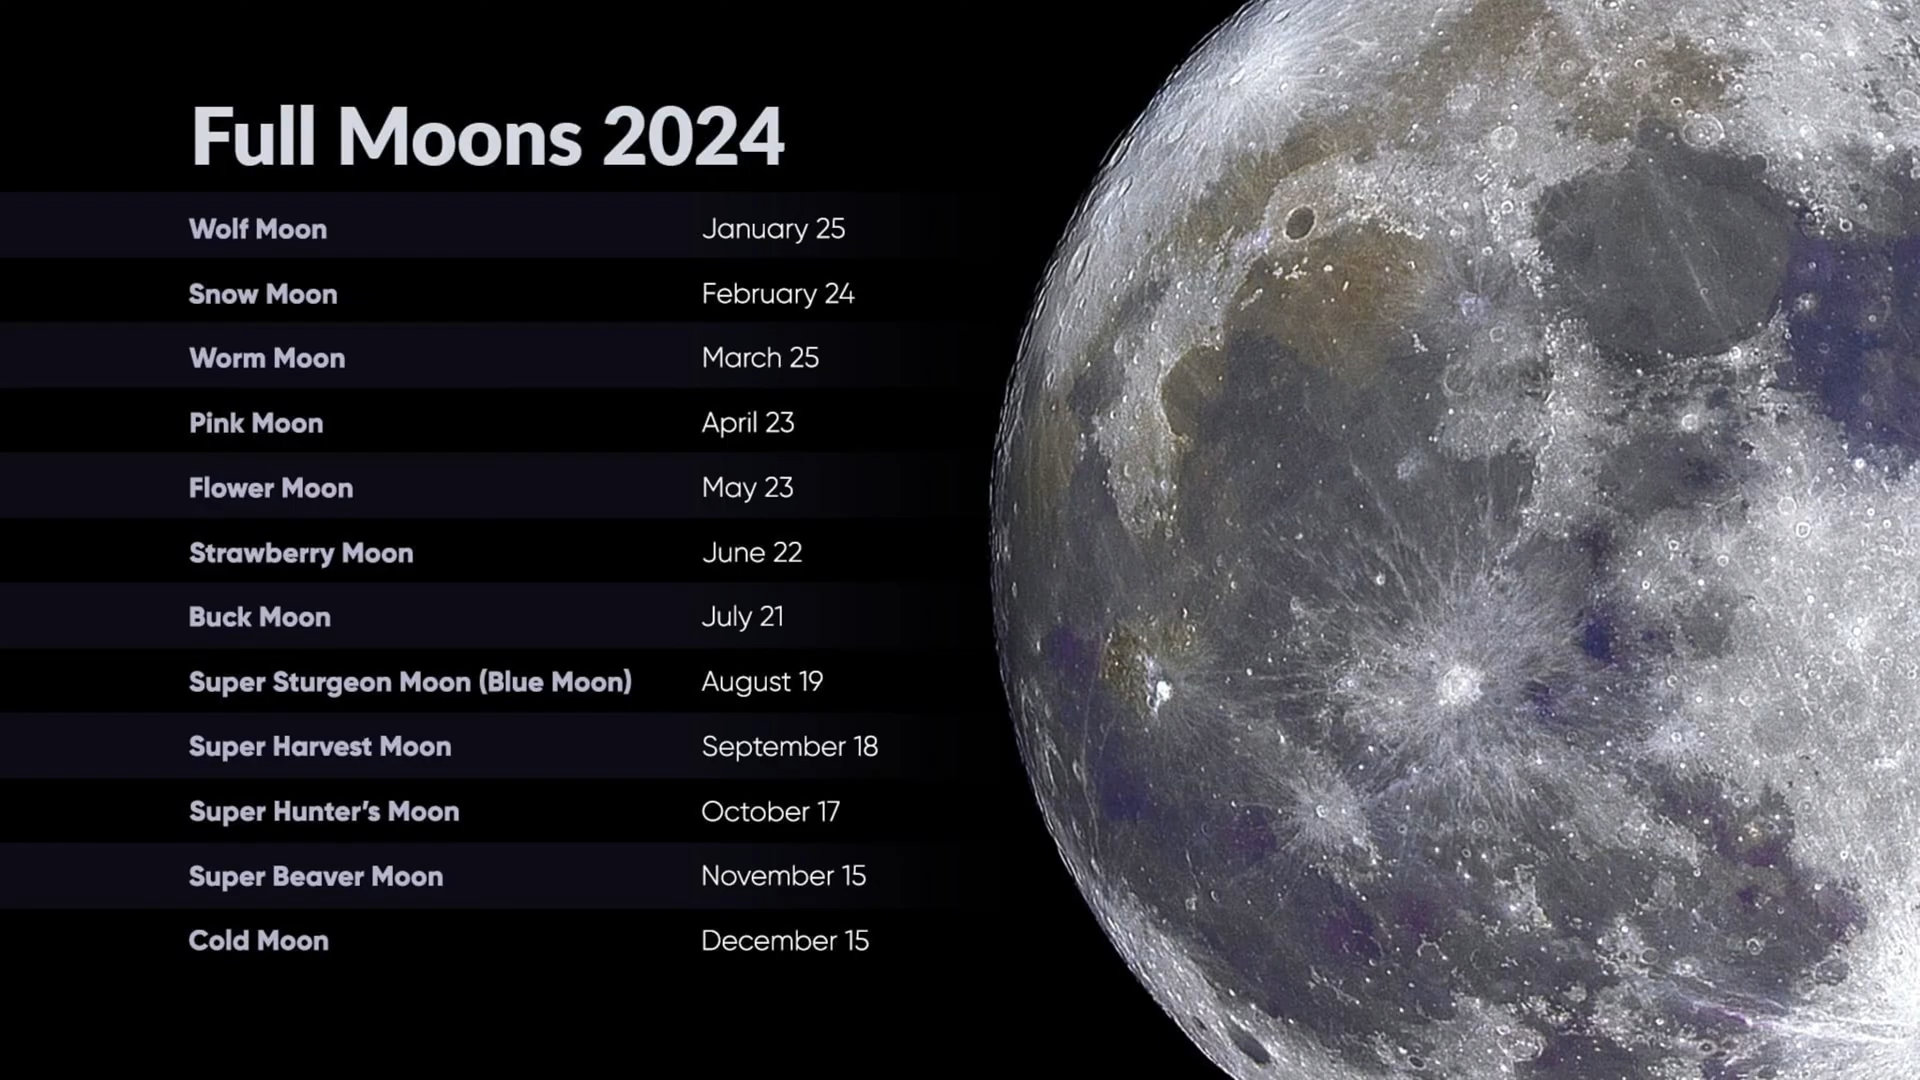 Full Moons 2024
Wolf Moon January 25
Snow Moon February 24
Worm Moon March 25
Pink Moon April 23
Flower Moon May 23
Strawberry Moon June 22
Buck Moon July 21
Super Sturgeon Moon (Blue Moon) August 19
Super Harvest Moon September 18
Super Hunter’s Moon October 17
Super Beaver Moon November 15
Cold Moon December 15